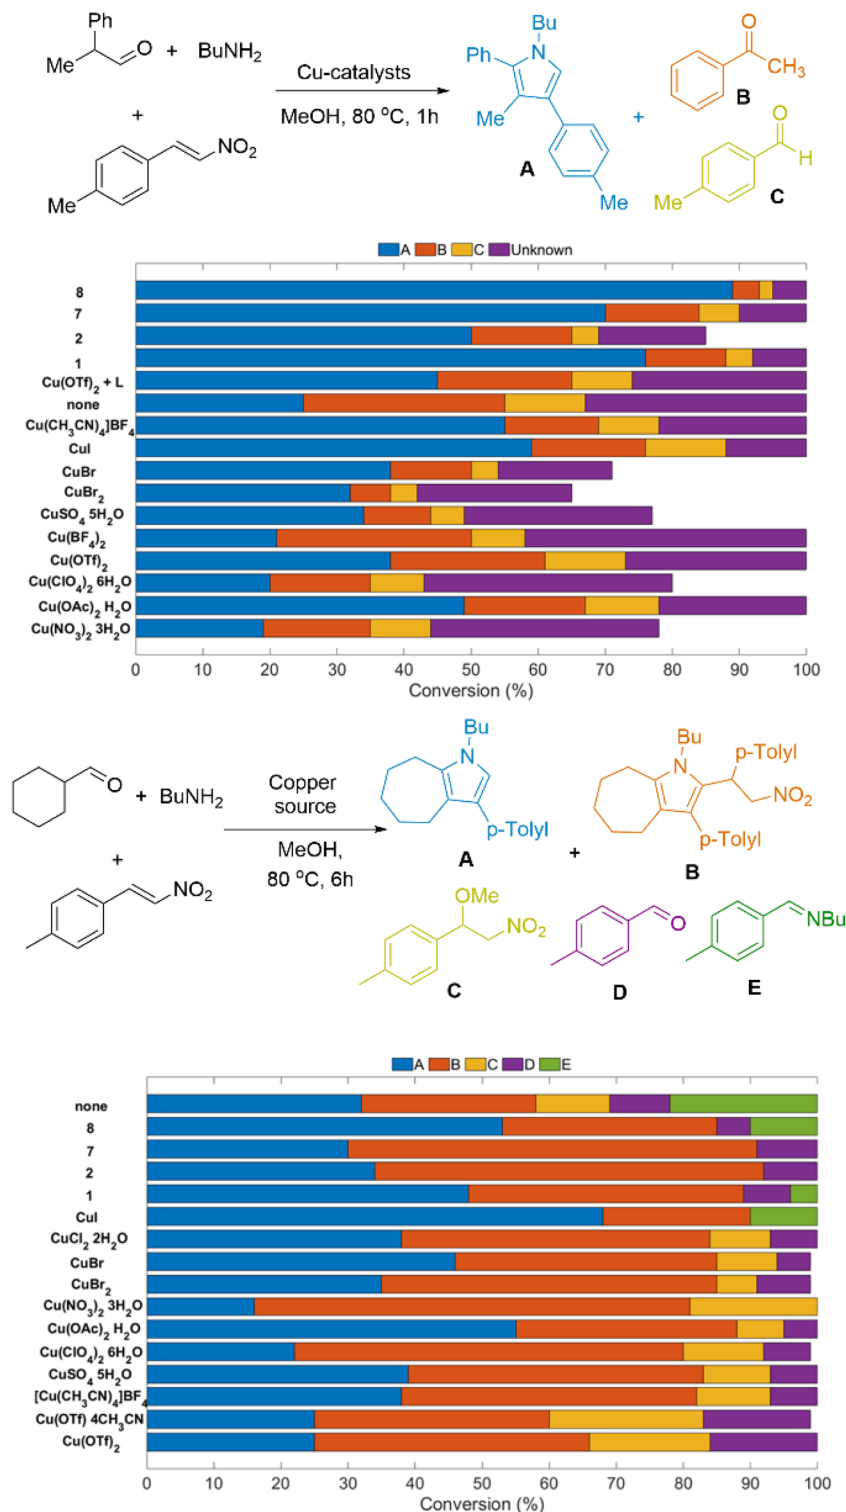 Ph
Me
O
+
BuNH2
Cu-catalysts
MeOH, 80 °C, 1h
+
NO2
Me
Bu
Ph
N
Me
A
Me
+
O
CH3
B
O
H
Me
C
A B C Unknown
8
7
2
1
Cu(OTf)2 + L
none
Cu(CH3CN)4]BF4
CuI
CuBr
CuBr2
CuSO4 5H2O
Cu(BF4)2
Cu(OTf)2
Cu(ClO4)2 6H2O
Cu(OAc)2 H2O
Cu(NO3)2 3H2O
0 10 20 30 40 50 60 70 80 90 100
Conversion (%)
O
+ BuNH2
+
NO2
Copper
source
MeOH,
80 °C, 6h
Bu
N
p-Tolyl
A
+
Bu
p-Tolyl
N
NO2
p-Tolyl
B
OMe
NO2
C
O
D
NBu
E
A B C D E
none
8
7
2
1
CuI
CuCl2 2H2O
CuBr
CuBr2
Cu(NO3)2 3H2O
Cu(OAc)2 H2O
Cu(ClO4)2 6H2O
CuSO4 5H2O
[Cu(CH3CN)4]BF4
Cu(OTf) 4CH3CN
Cu(OTf)2
0 10 20 30 40 50 60 70 80 90 100
Conversion (%)